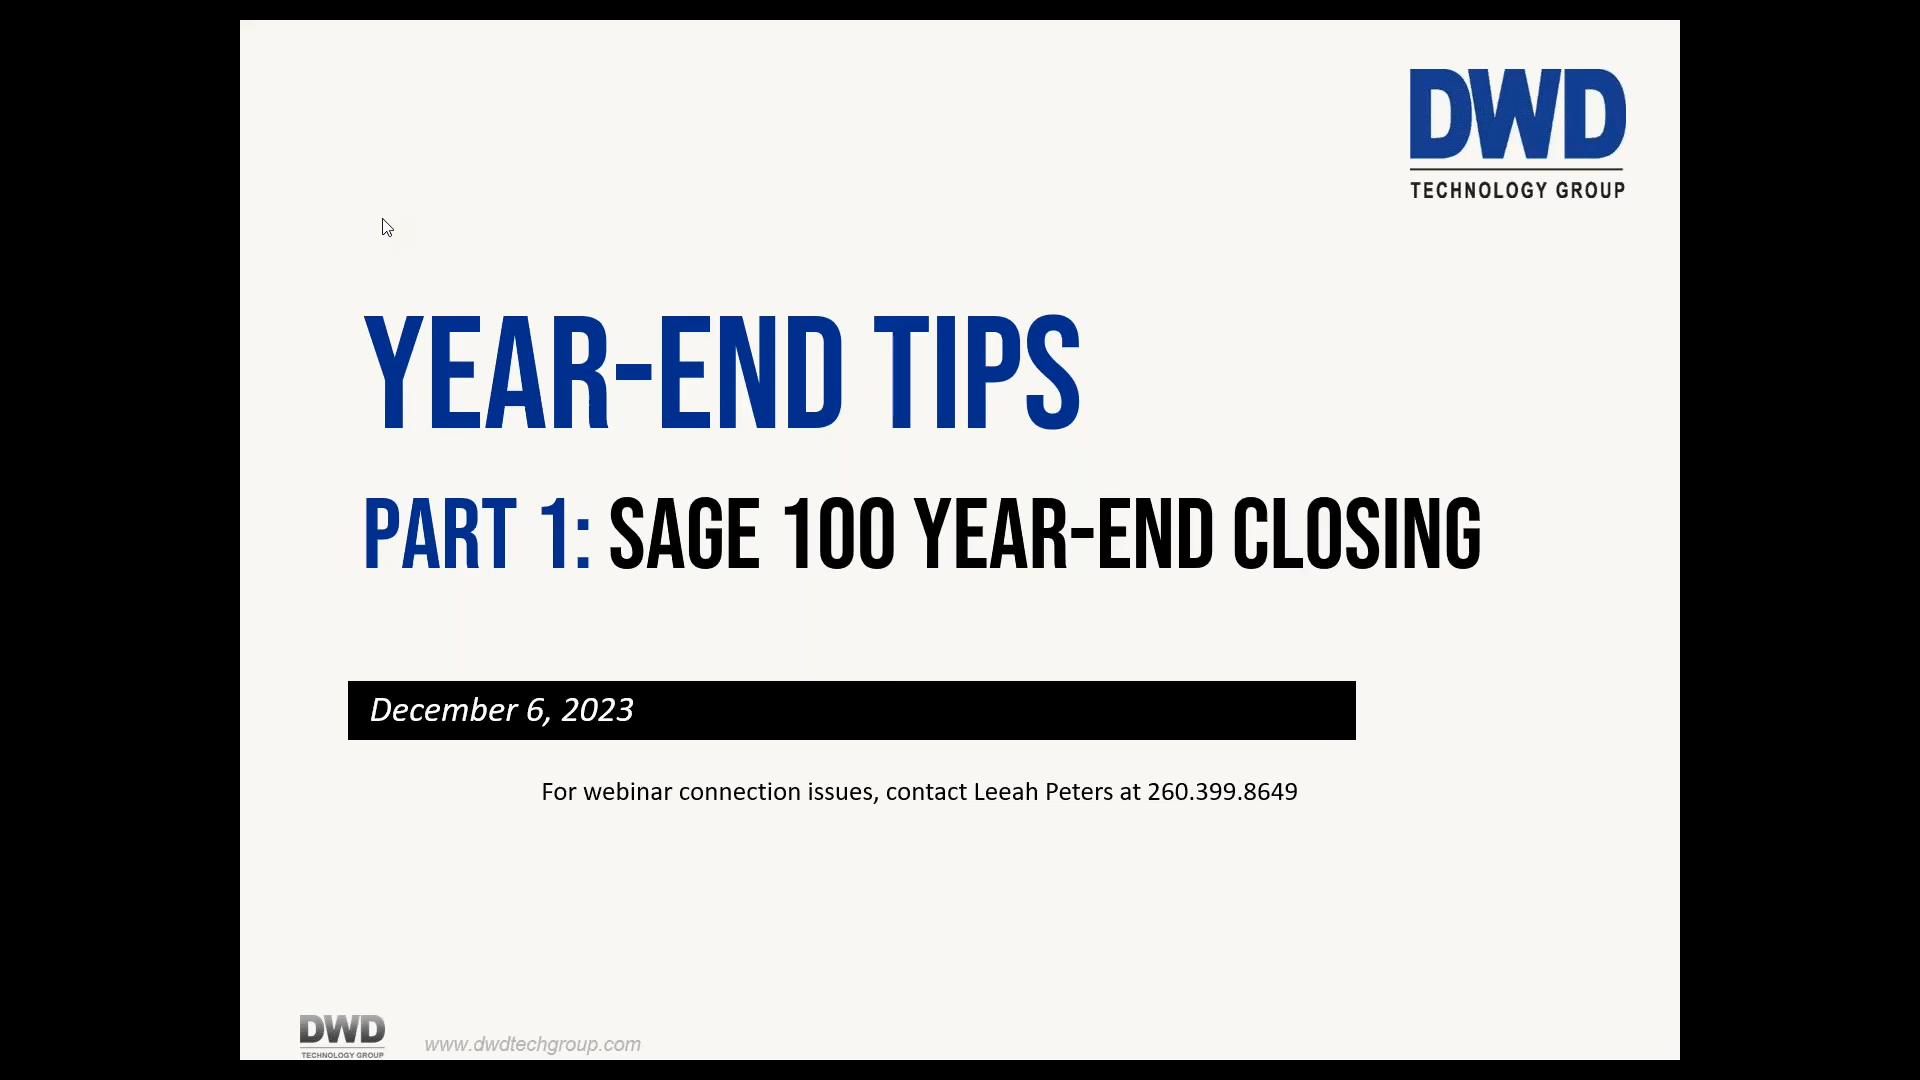 DWD
TECHNOLOGY GROUP
YEAR-END TIPS
PART 1: SAGE 100 YEAR-END CLOSING
December 6, 2023
For webinar connection issues, contact Leeah Peters at 260.399.8649
DWD
TECHNOLOGY GROUP
www.dwdtechgroup.com